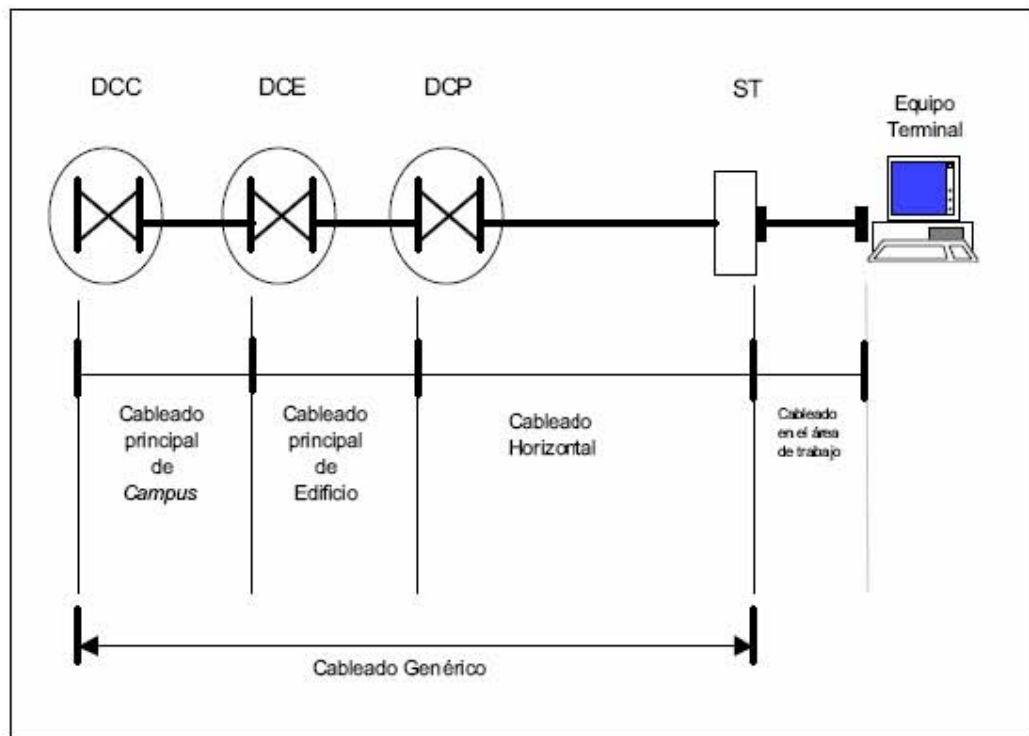 DCC
DCE
DCP
ST
Equipo
Terminal
Cableado
principal
de
Campus
Cableado
principal
de
Edificio
Cableado
Horizontal
Cableado
en el área
de trabajo
Cableado Genérico